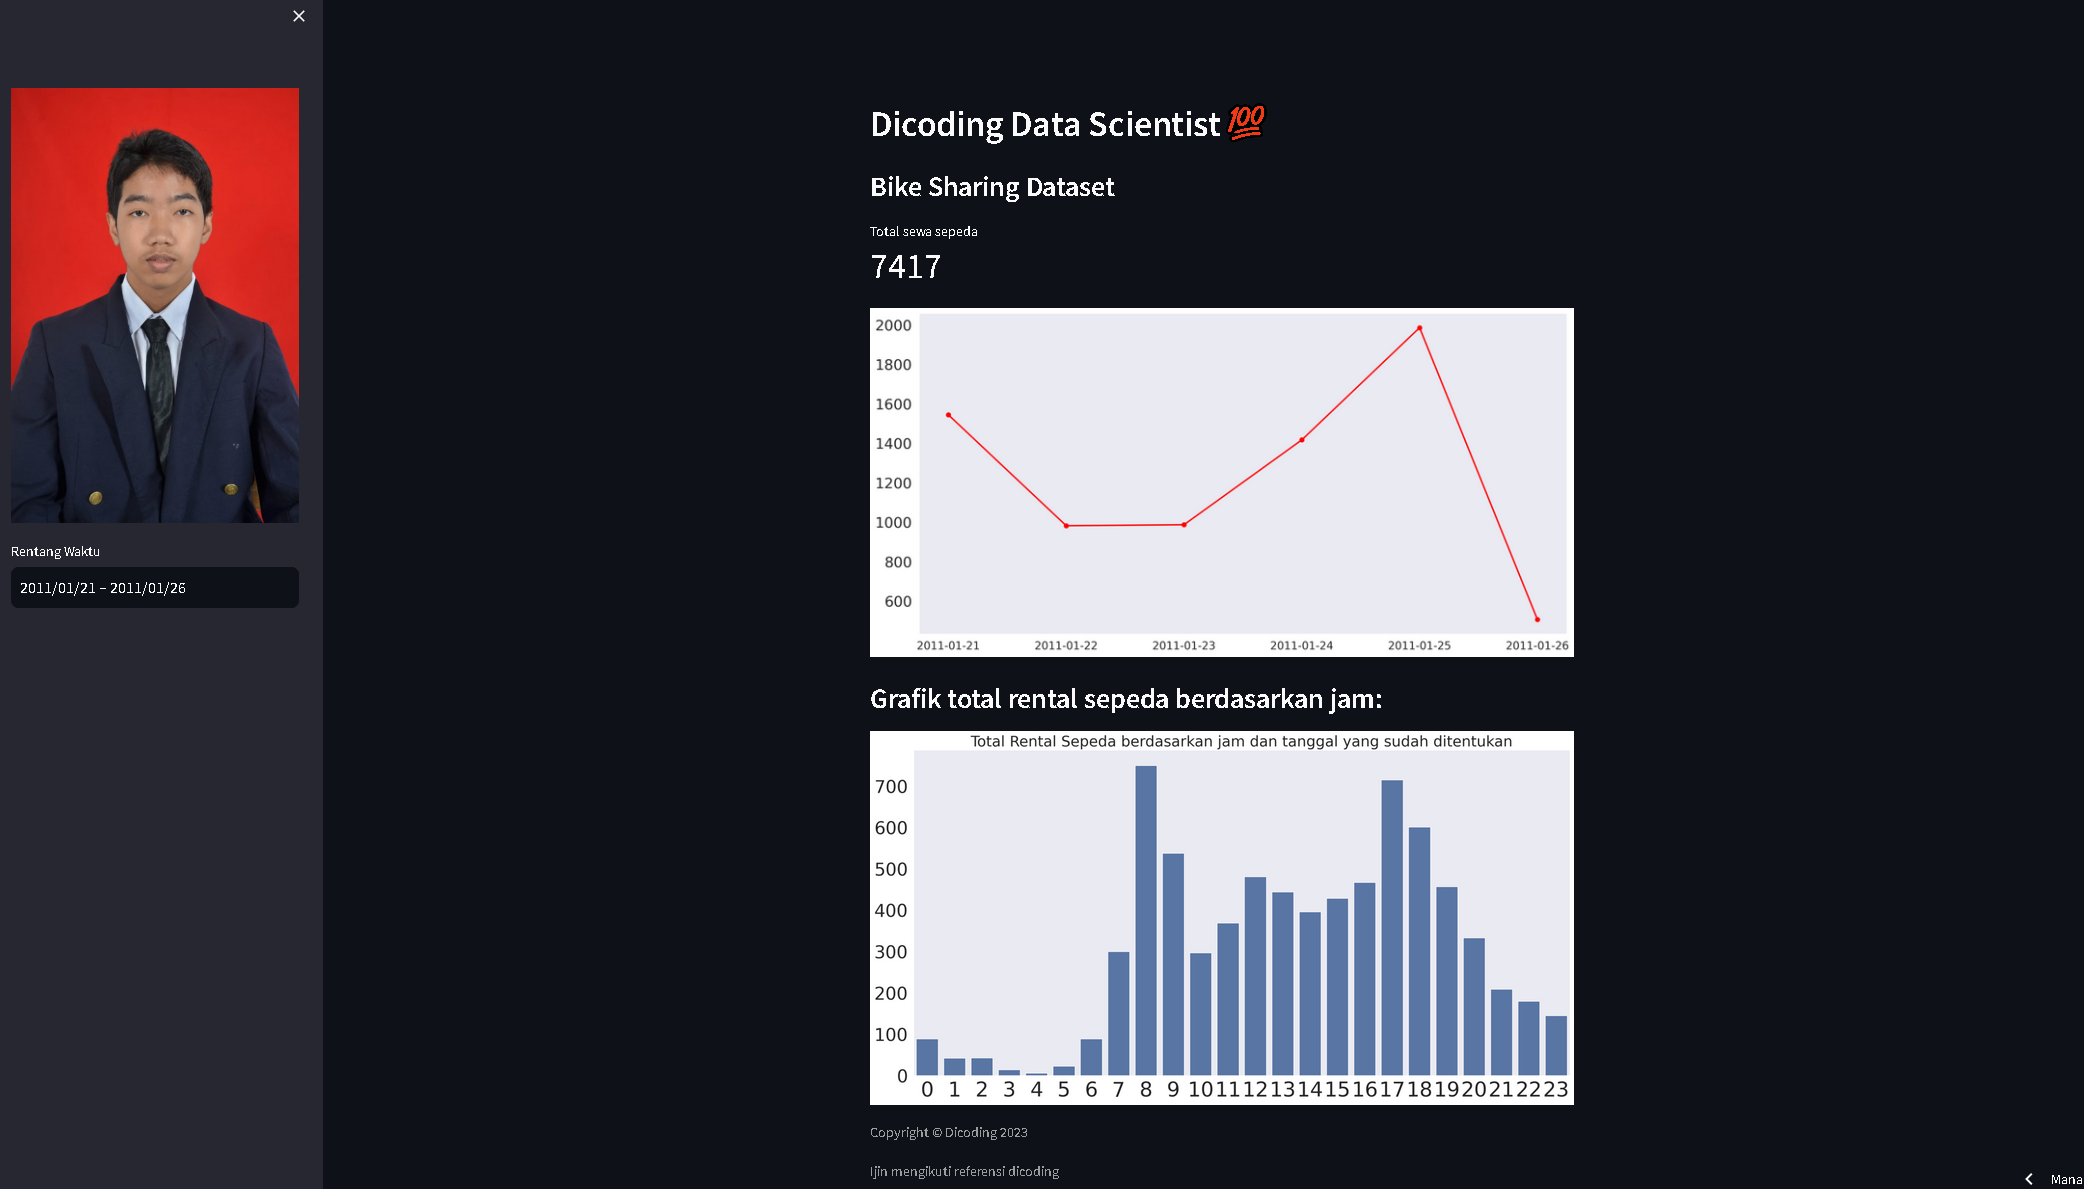 Rentang Waktu
2011/01/21 – 2011/01/26
Dicoding Data Scientist 💯
Bike Sharing Dataset
Total sewa sepeda
7417
2000
1800
1600
1400
1200
1000
800
600
2011-01-21 2011-01-22 2011-01-23 2011-01-24 2011-01-25 2011-01-26
Grafik total rental sepeda berdasarkan jam:
Total Rental Sepeda berdasarkan jam dan tanggal yang sudah ditentukan
700
600
500
400
300
200
100
0
0 1 2 3 4 5 6 7 8 9 10 11 12 13 14 15 16 17 18 19 20 21 22 23
Copyright © Dicoding 2023
Ijin mengikuti referensi dicoding
Mana